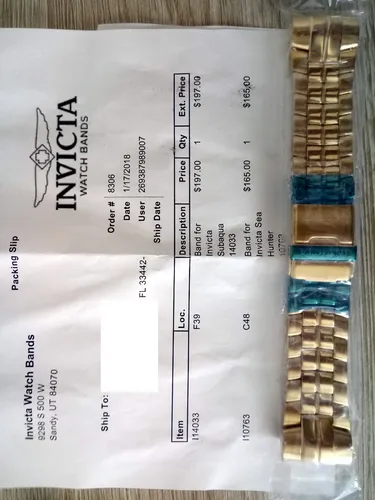 Packing Slip
INVICTA
WATCH BANDS
Invicta Watch Bands
9298 S 500 W
Sandy, UT 84070
Order # 8306
Date 1/17/2018
User 269387989007
Ship Date
Ship To:
FL 33442-
Item Loc. Description Price Qty Ext. Price
I14033 F39 Band for $197.00 1 $197.00
Invicta
Subaqua
14033
I10763 C48 Band for $165.00 1 $165.00
Invicta Sea
Hunter